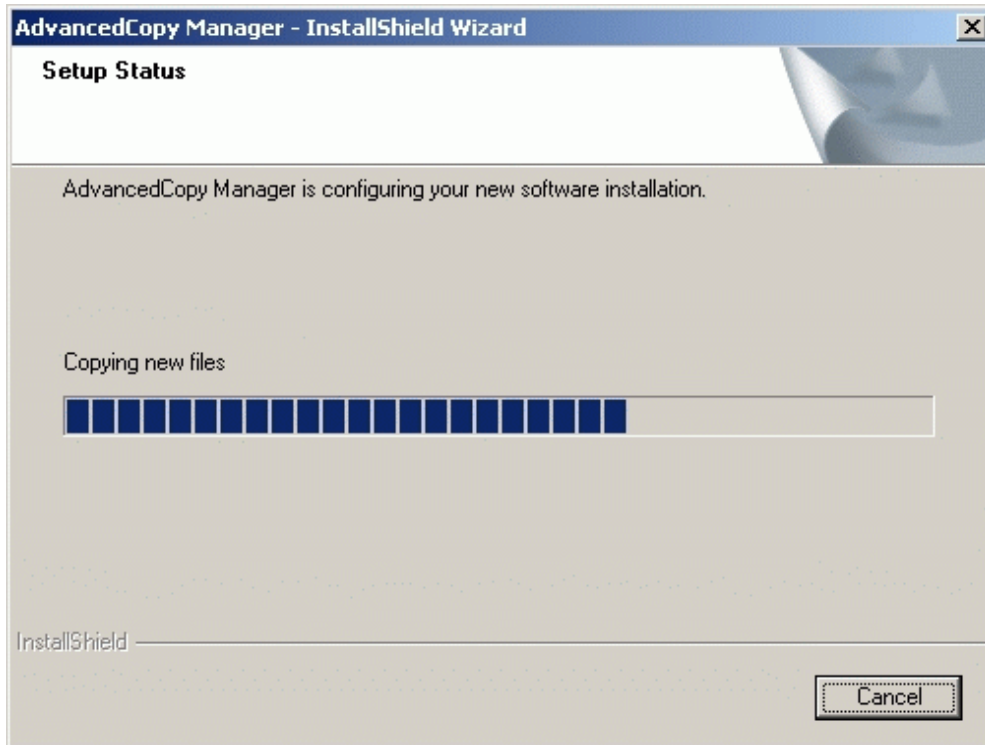 AdvancedCopy Manager - InstallShield Wizard
Setup Status
AdvancedCopy Manager is configuring your new software installation.
Copying new files
InstallShield
Cancel